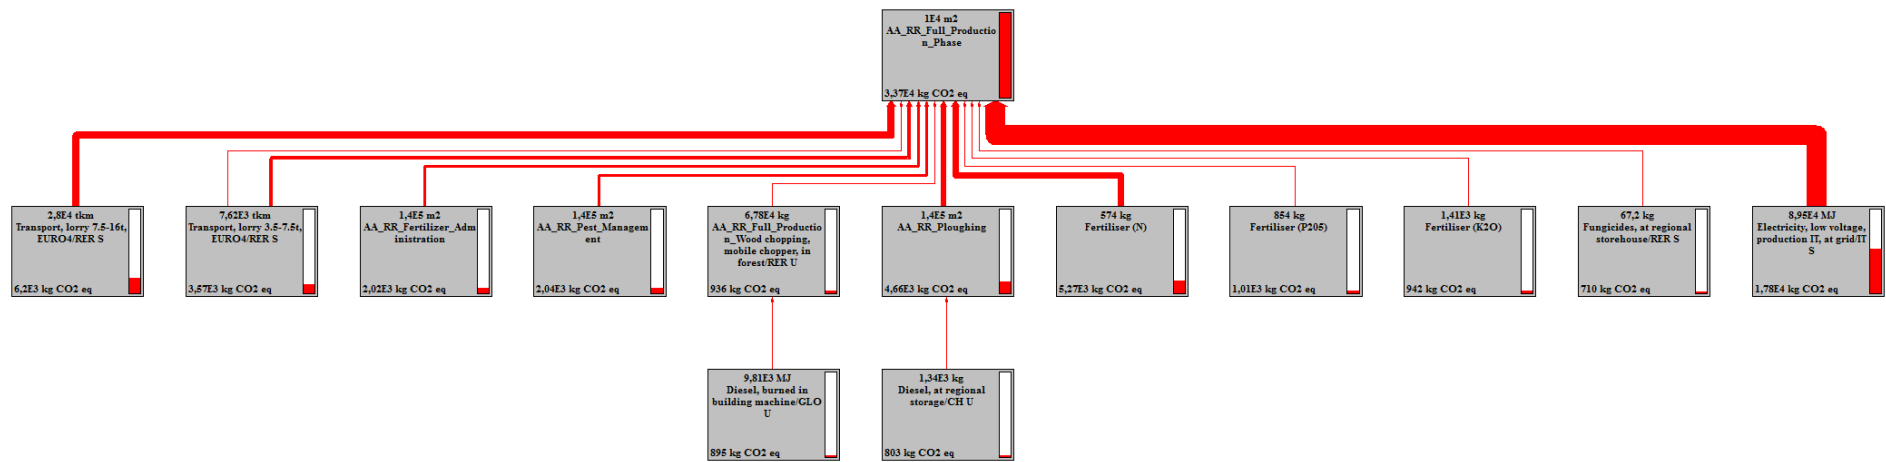 1E4 m2
AA_RR_Full_Productio
n_Phase
3,37E4 kg CO2 eq
2,8E4 tkm
Transport, lorry 7.5-16t,
EURO4/RER S
6,2E3 kg CO2 eq
7,62E3 tkm
Transport, lorry 3.5-7.5t,
EURO4/RER S
3,57E3 kg CO2 eq
1,4E5 m2
AA_RR_Fertilizer_Adm
inistration
2,02E3 kg CO2 eq
1,4E5 m2
AA_RR_Pest_Managem
ent
2,04E3 kg CO2 eq
6,78E4 kg
AA_RR_Full_Productio
n_Wood chopping,
mobile chopper, in
forest/RER U
936 kg CO2 eq
1,4E5 m2
AA_RR_Ploughing
4,66E3 kg CO2 eq
574 kg
Fertiliser (N)
5,27E3 kg CO2 eq
854 kg
Fertiliser (P205)
1,01E3 kg CO2 eq
1,41E3 kg
Fertiliser (K2O)
942 kg CO2 eq
67,2 kg
Fungicides, at regional
storehouse/RER S
710 kg CO2 eq
8,95E4 MJ
Electricity, low voltage,
production IT, at grid/IT
S
1,78E4 kg CO2 eq
9,81E3 MJ
Diesel, burned in
building machine/GLO
U
895 kg CO2 eq
1,34E3 kg
Diesel, at regional
storage/CH U
803 kg CO2 eq